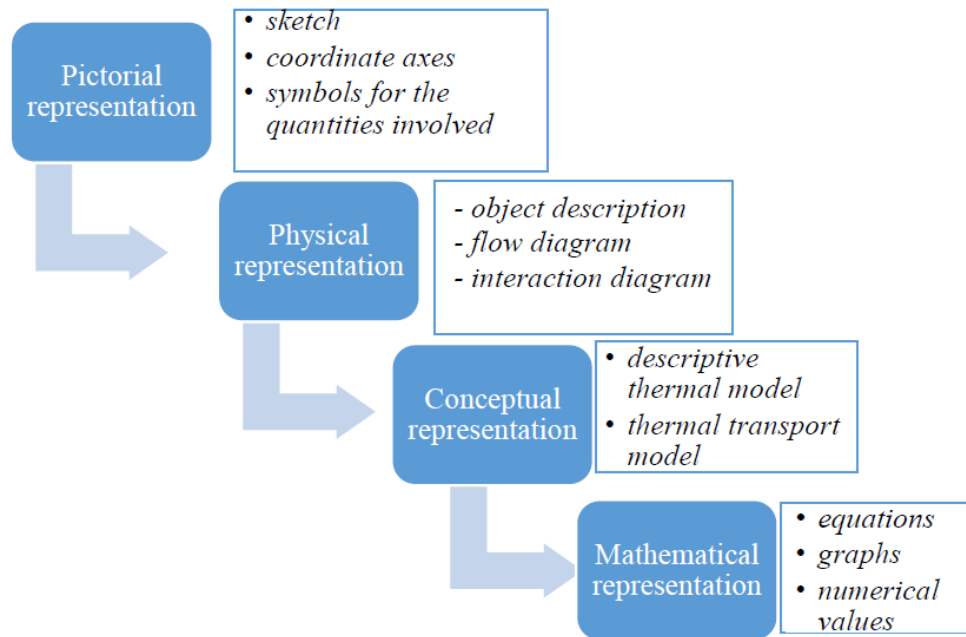 Pictorial
representation
• sketch
• coordinate axes
• symbols for the
quantities involved
Physical
representation
- object description
- flow diagram
- interaction diagram
Conceptual
representation
• descriptive
thermal model
• thermal transport
model
Mathematical
representation
• equations
• graphs
• numerical
values